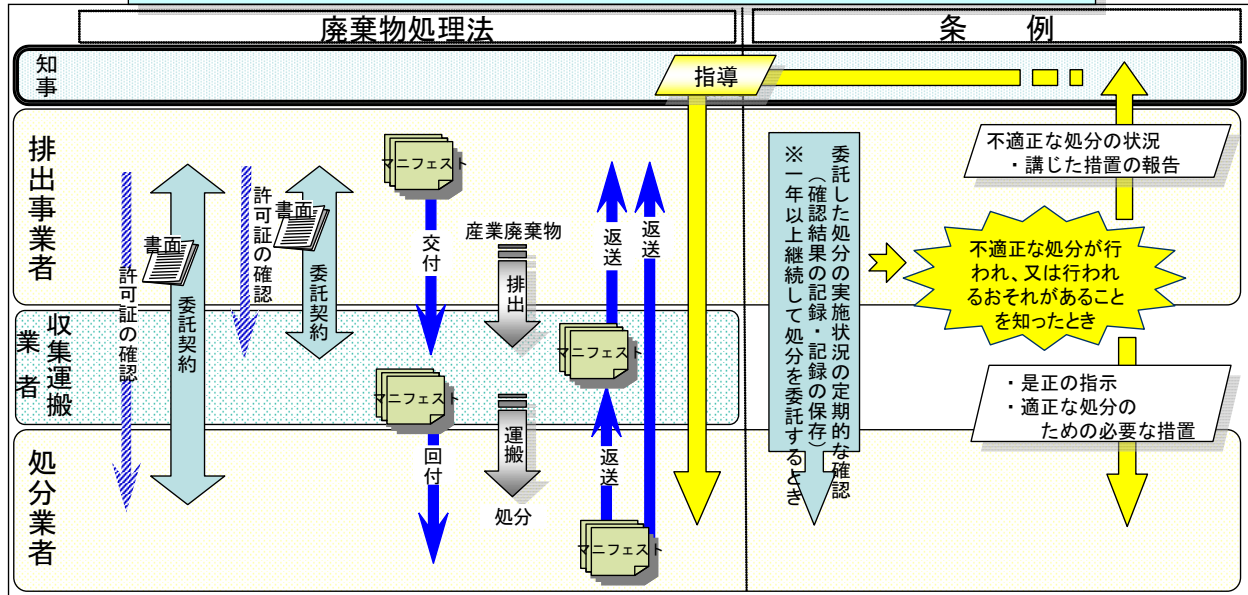 廃棄物処理法
条例
知事
指導
排出事業者
許可証の確認
書面
委託契約
許可証の確認
書面
委託契約
マニフェスト
交付
産業廃棄物
排出
返送
返送
収集運搬
業者
マニフェスト
回付
運搬
処分
マニフェスト
返送
処分業者
マニフェスト
委託した処分の実施状況の定期的な確認
（確認結果の記録・記録の保存）
※一年以上継続して処分を委託するとき
不適正な処分の状況
・講じた措置の報告
不適正な処分が行
われ、又は行われ
るおそれがあること
を知ったとき
・是正の指示
・適正な処分の
ための必要な措置